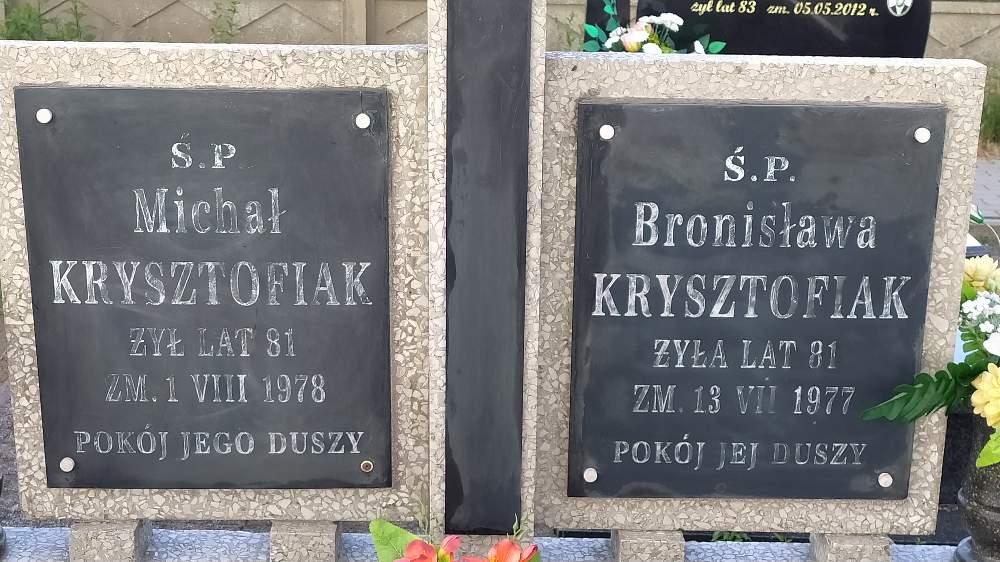 żył lat 83 zm. 05.05.2012 r.
Ś.P.
Michał
KRYSZTOFIAK
ŻYŁ LAT 81
ZM. 1 VIII 1978
POKÓJ JEGO DUSZY
Ś.P.
Bronisława
KRYSZTOFIAK
ŻYŁA LAT 81
ZM. 13 VII 1977
POKÓJ JEJ DUSZY